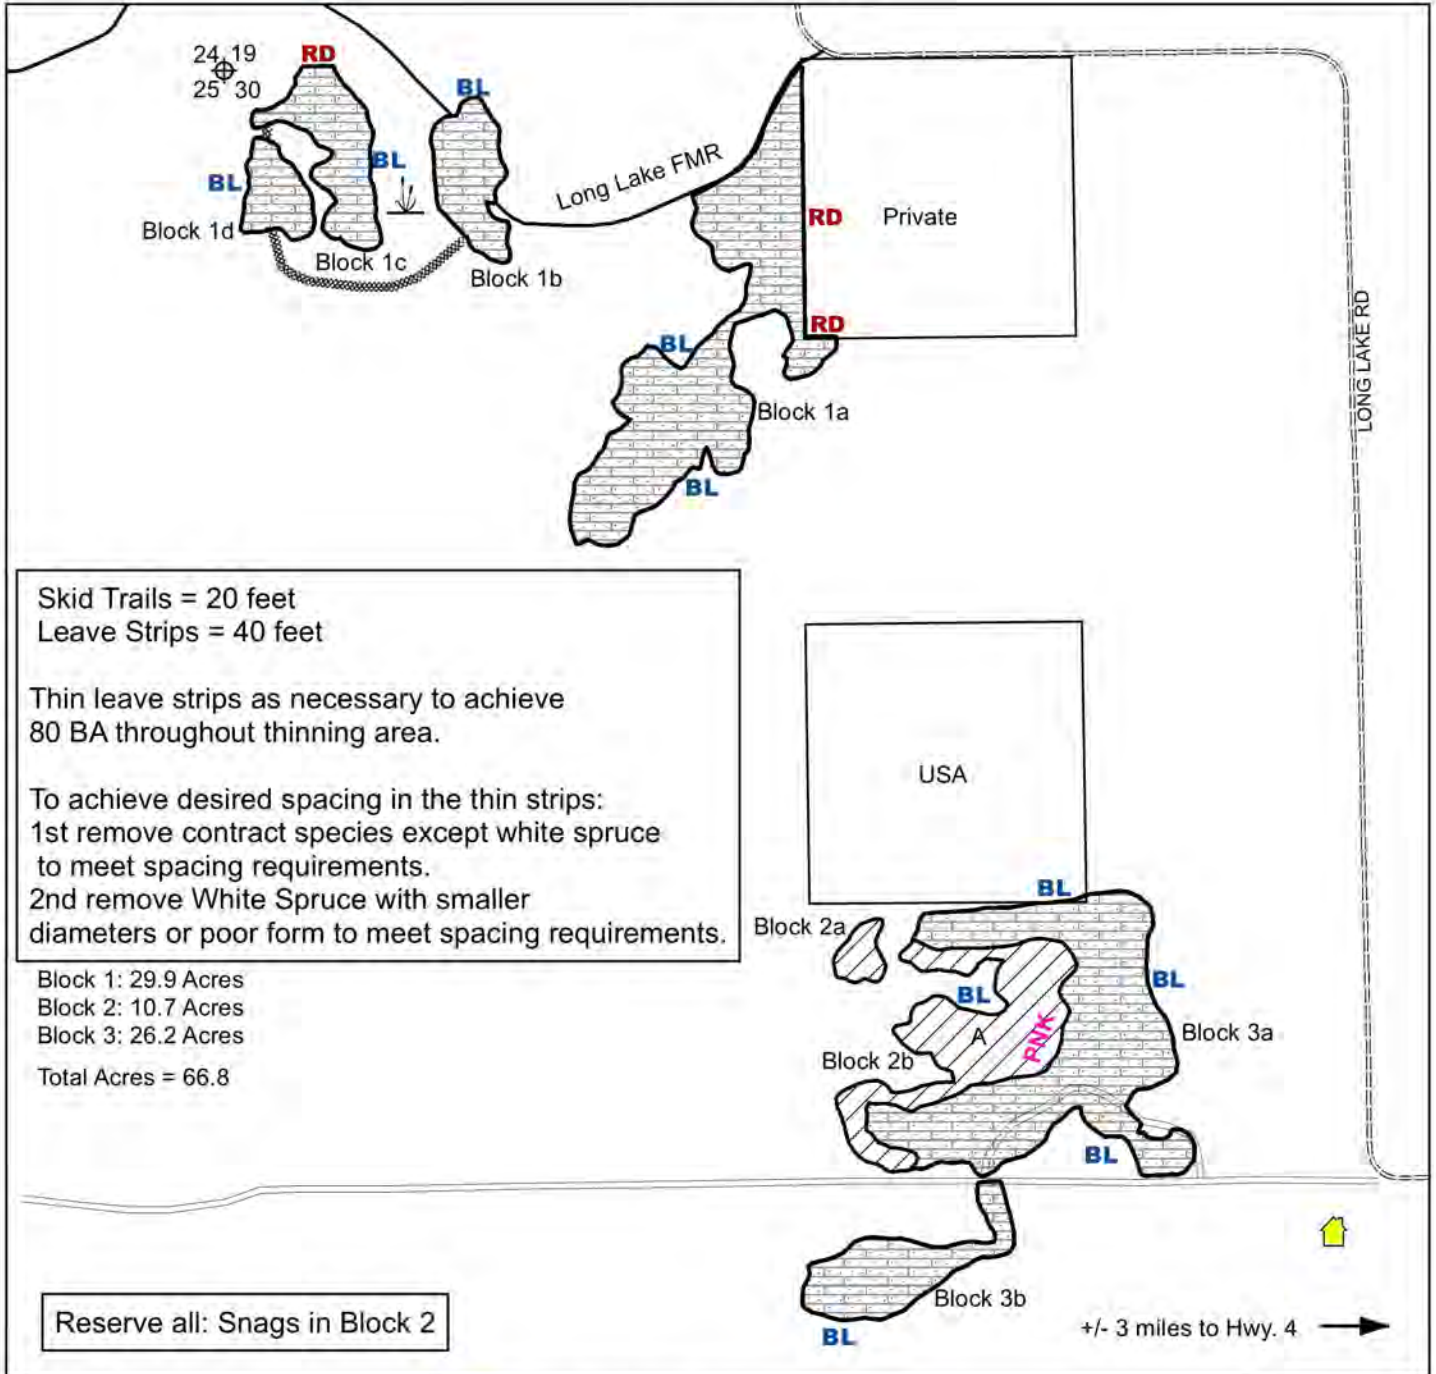 24 19
25 30
RD
BL
BL
BL
Block 1d
Block 1c
Block 1b
Long Lake FMR
RD
Private
RD
BL
Block 1a
BL
LONG LAKE RD
Skid Trails = 20 feet
Leave Strips = 40 feet
Thin leave strips as necessary to achieve
80 BA throughout thinning area.
To achieve desired spacing in the thin strips:
1st remove contract species except white spruce
to meet spacing requirements.
2nd remove White Spruce with smaller
diameters or poor form to meet spacing requirements.
Block 1: 29.9 Acres
Block 2: 10.7 Acres
Block 3: 26.2 Acres
Total Acres = 66.8
USA
BL
Block 2a
BL
BL
A
PNK
Block 3a
Block 2b
BL
Block 3b
BL
Reserve all: Snags in Block 2
+/- 3 miles to Hwy. 4